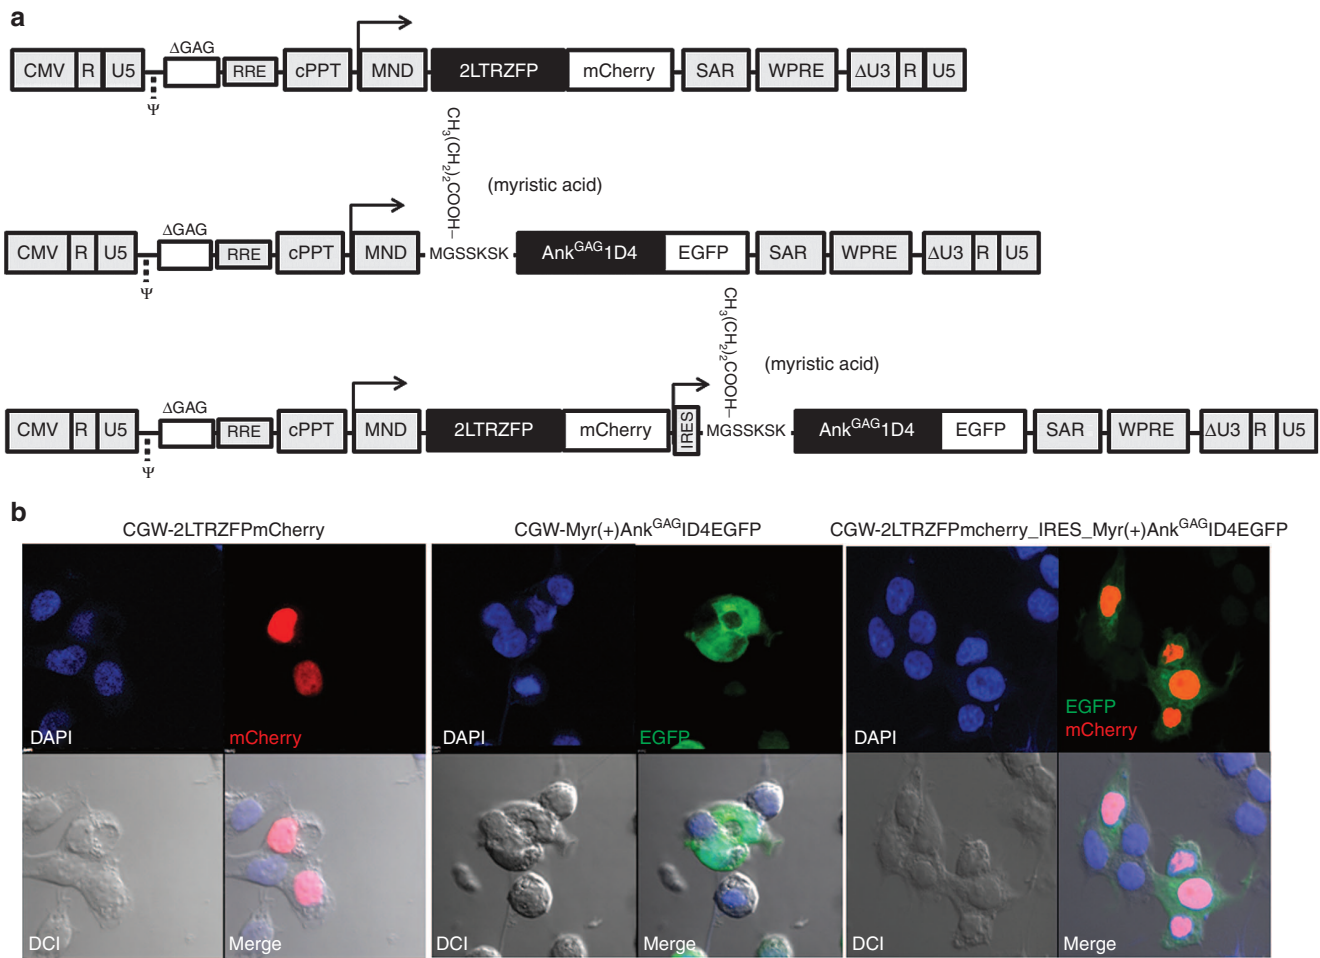 a
CMV R U5 Ψ ΔGAG RRE cPPT MND 2LTRZFP mCherry SAR WPRE ΔU3 R U5
CH3(CH2)2COOH–
(myristic acid)
CMV R U5 Ψ ΔGAG RRE cPPT MND MGSSKSK AnkGAG1D4 EGFP SAR WPRE ΔU3 R U5
CH3(CH2)2COOH–
(myristic acid)
CMV R U5 Ψ ΔGAG RRE cPPT MND 2LTRZFP mCherry IRES MGSSKSK AnkGAG1D4 EGFP SAR WPRE ΔU3 R U5
b
CGW-2LTRZFPmCherry
DAPI
mCherry
DCI
Merge
CGW-Myr(+)AnkGAGID4EGFP
DAPI
EGFP
DCI
Merge
CGW-2LTRZFPmcherry_IRES_Myr(+)AnkGAGID4EGFP
DAPI
EGFP
mCherry
DCI
Merge